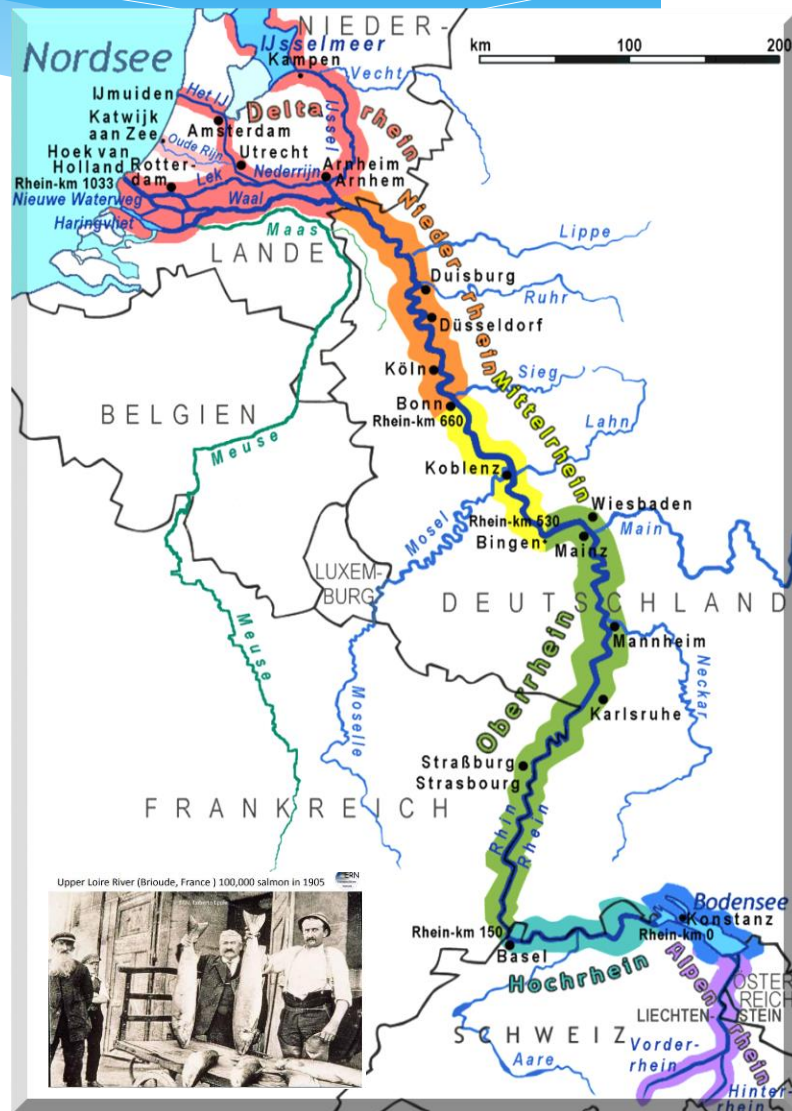 NIEDER-
km 100 200
Nordsee
IJsselmeer
Kampen
Vecht
IJmuiden
Het IJ
Delta rhein
IJssel
Katwijk
aan Zee
Amsterdam
Oude Rijn
Utrecht
Hoek van
Holland
Rotter-
dam
Lek
Nederrijn
Arnheim
Arnhem
Rhein-km 1033
Nieuwe Waterweg
Waal
Haringvliet
Maas
Nieder rhein
Lippe
LANDE
Duisburg
Ruhr
Düsseldorf
Köln
Sieg
Mittelrhein
BELGIEN
Bonn
Rhein-km 660
Lahn
Meuse
Koblenz
Wiesbaden
Mosel
Rhein-km 530
Bingen
Mainz
Main
LUXEM-
BURG
DEUTSCHLAND
Meuse
Mannheim
Oberrhein
Neckar
Moselle
Karlsruhe
Straßburg
Strasbourg
FRANKREICH
Rhin
Rhein
Upper Loire River (Brioude, France ) 100,000 salmon in 1905
ERN
Bodensee
Konstanz
Rhein-km 150
Rhein-km 0
Basel
Hochrhein
Alpen rhein
ÖSTER
REICH
LIECHTEN-
STEIN
SCHWEIZ
Vorder-
rhein
Aare
Hinter-
rhein